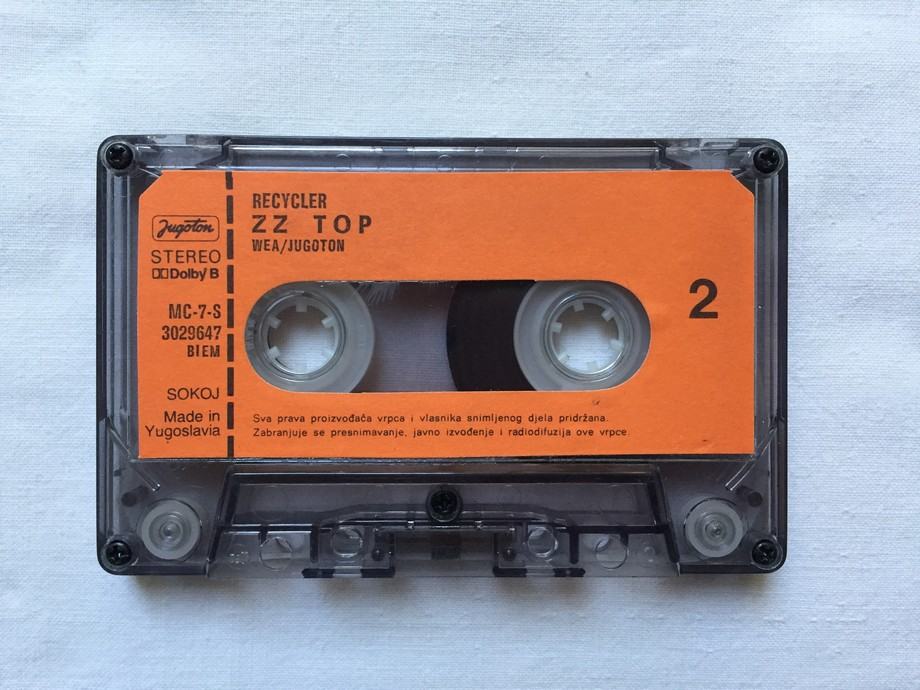 Jugoton
STEREO
Dolby B
MC-7-S
3029647
BIEM
SOKOJ
Made in
Yugoslavia
RECYCLER
ZZ TOP
WEA/JUGOTON
2
Sva prava proizvođača vrpca i vlasnika snimljenog djela pridržana.
Zabranjuje se presnimavanje, javno izvođenje i radiodifuzija ove vrpce.